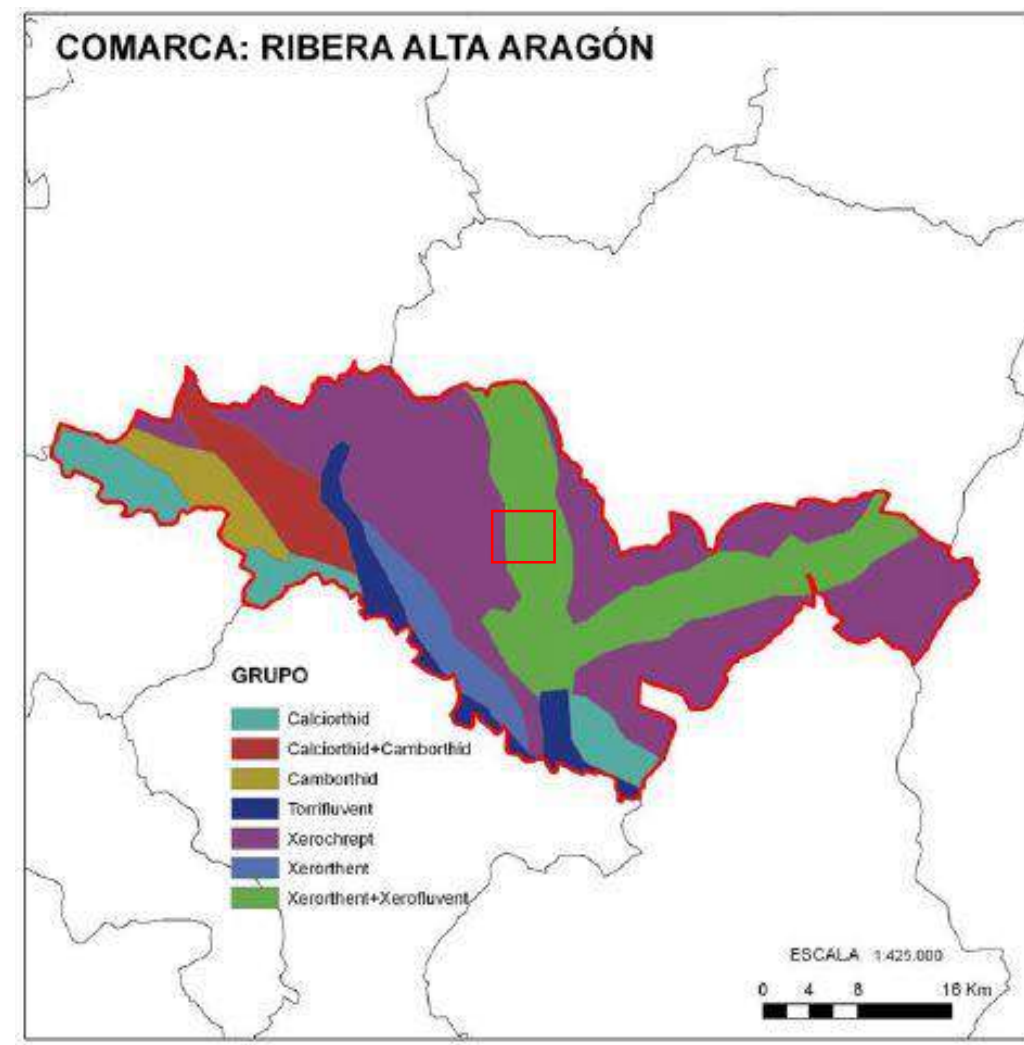 COMARCA: RIBERA ALTA ARAGÓN
GRUPO
Calciorthid
Calciorthid+Camborthid
Camborthid
Torrifluvent
Xerochrept
Xerorthent
Xerorthent+Xerofluvent
ESCALA 1:425.000
0 4 8 16 Km